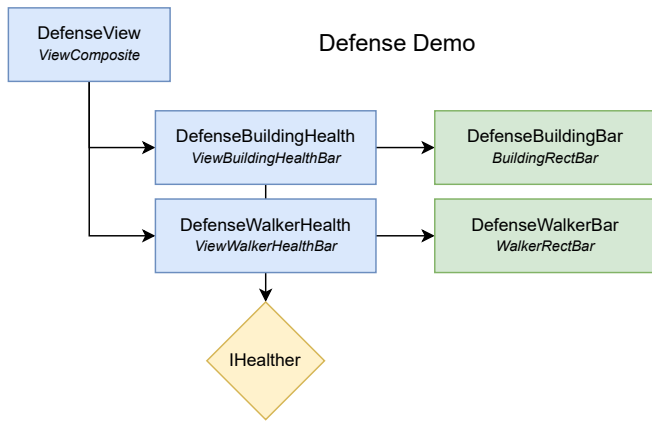 DefenseView
ViewComposite
Defense Demo
DefenseBuildingHealth
ViewBuildingHealthBar
DefenseBuildingBar
BuildingRectBar
DefenseWalkerHealth
ViewWalkerHealthBar
DefenseWalkerBar
WalkerRectBar
IHealther